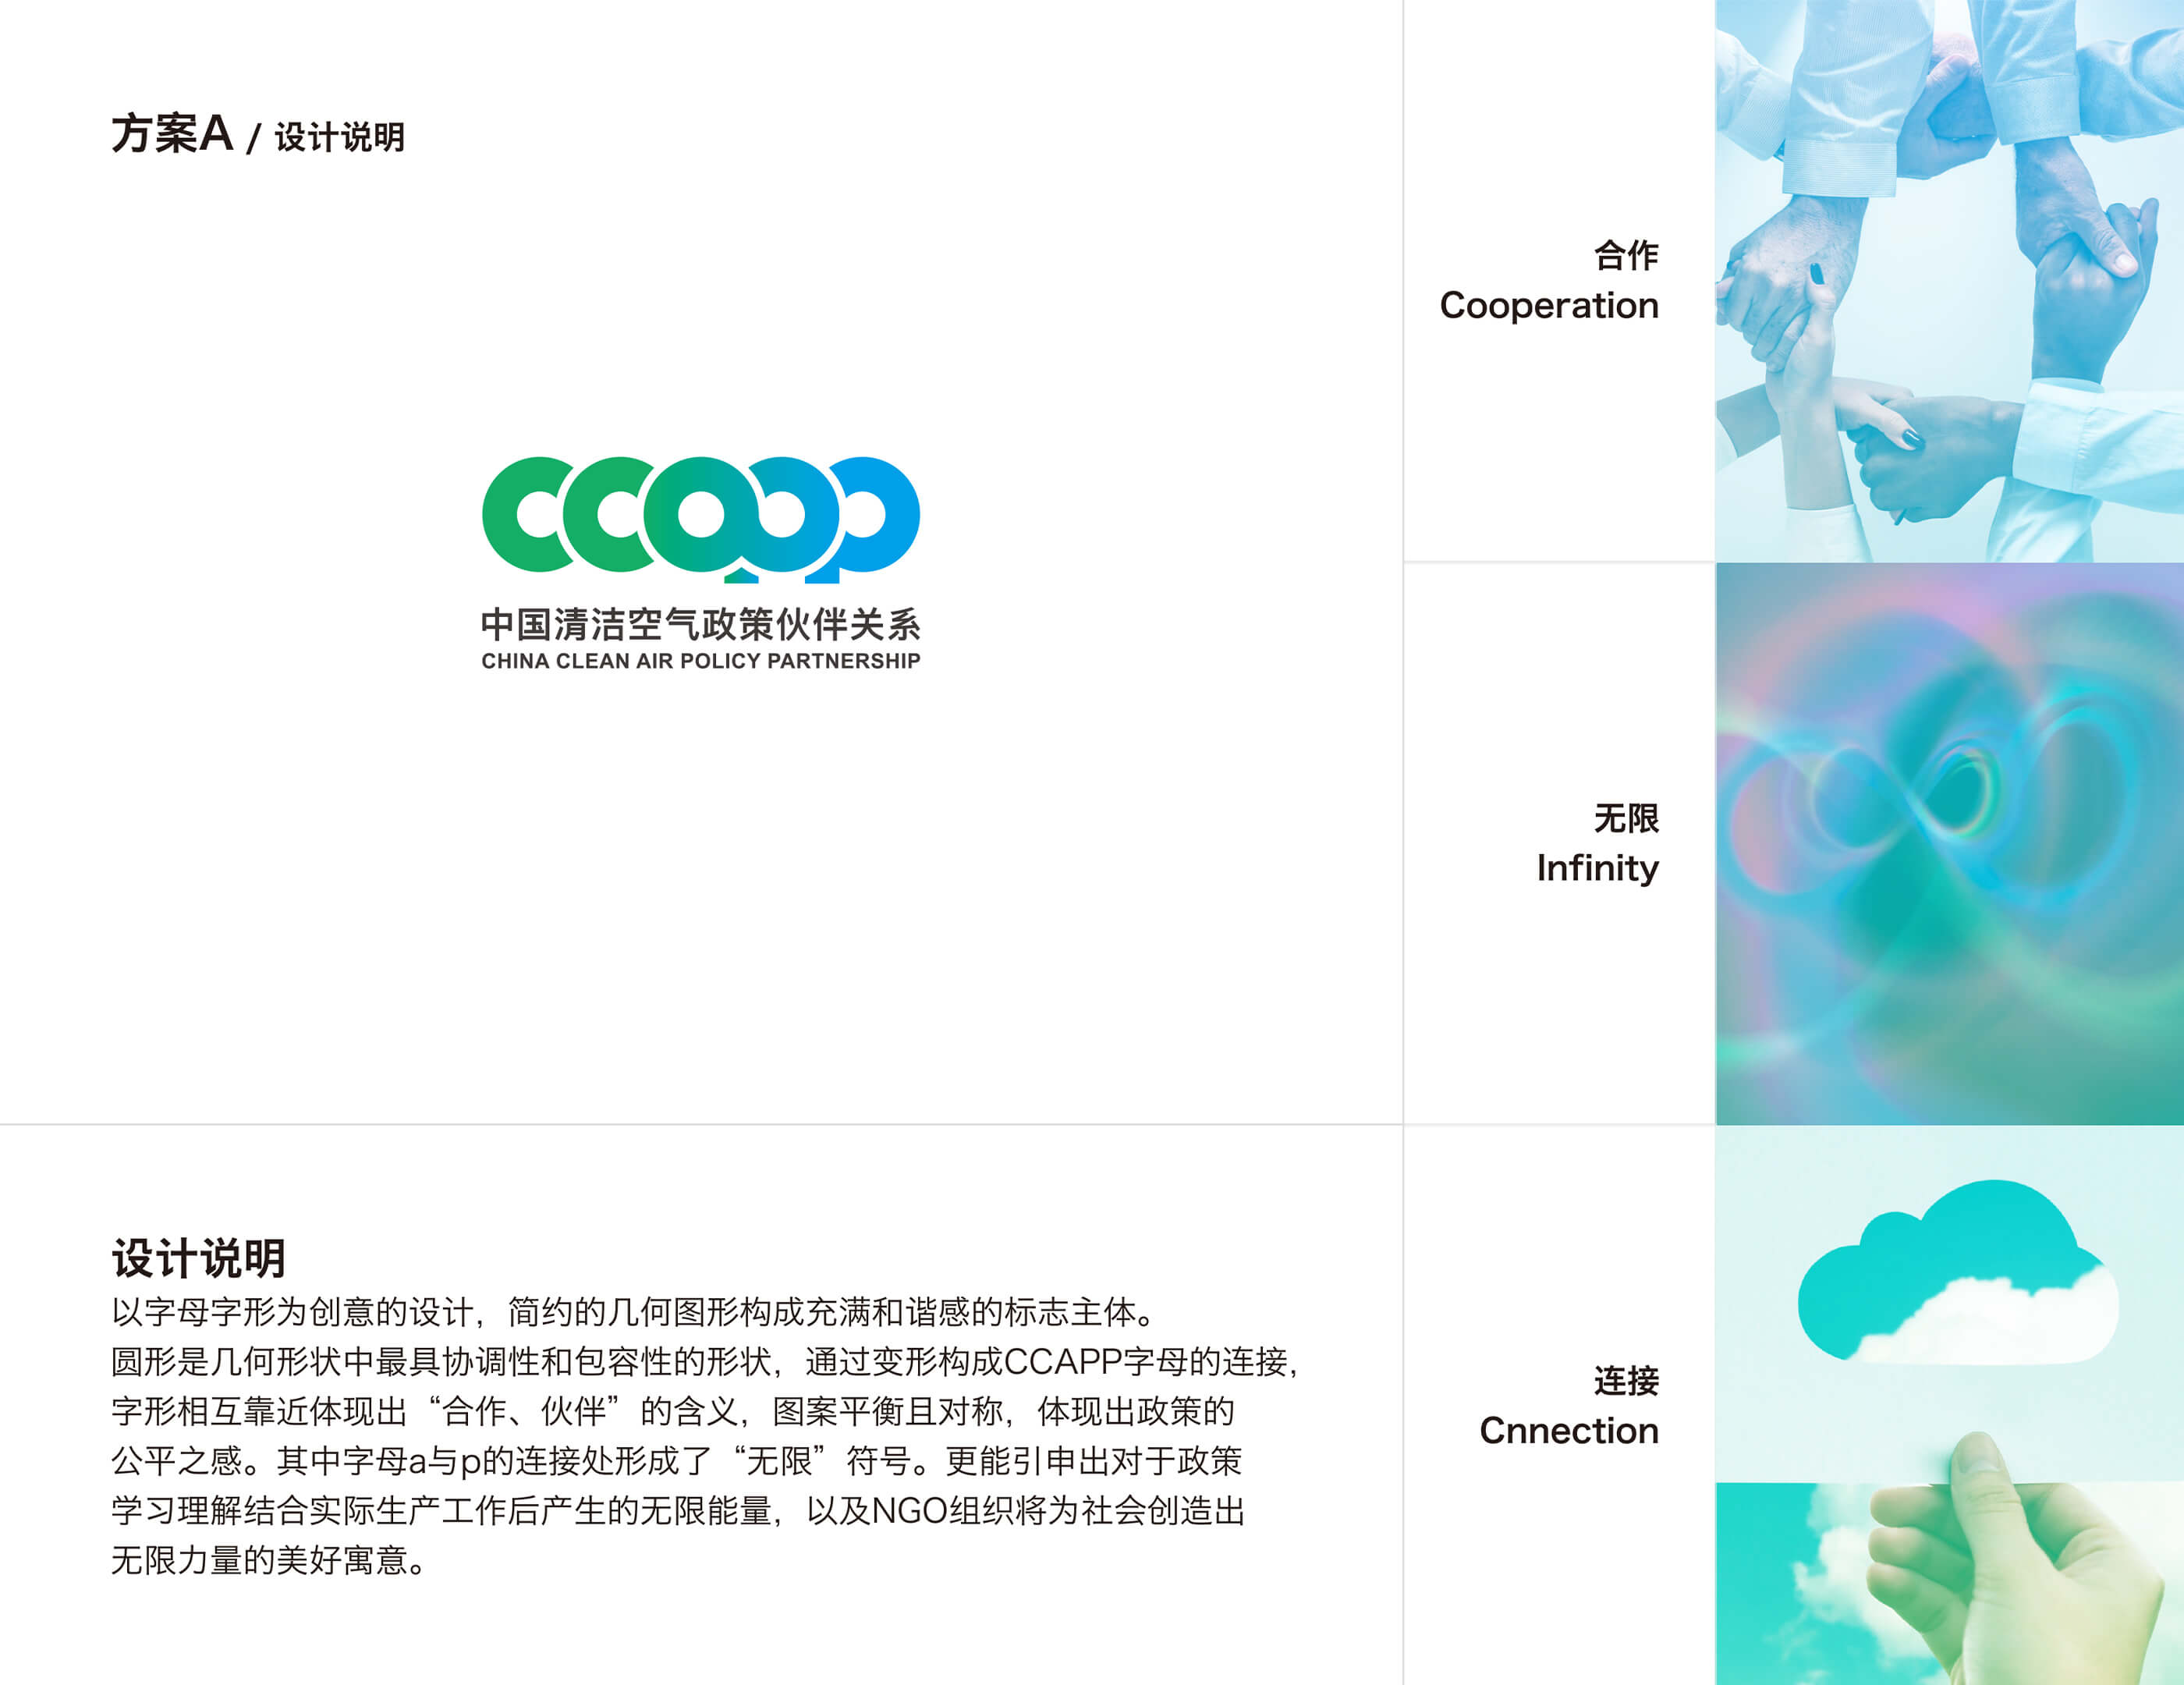 方案A / 设计说明
ccapp
中国清洁空气政策伙伴关系
CHINA CLEAN AIR POLICY PARTNERSHIP
合作
Cooperation
无限
Infinity
连接
Cnnection
设计说明
以字母字形为创意的设计，简约的几何图形构成充满和谐感的标志主体。
圆形是几何形状中最具协调性和包容性的形状，通过变形构成CCAPP字母的连接，
字形相互靠近体现出“合作、伙伴”的含义，图案平衡且对称，体现出政策的
公平之感。其中字母a与p的连接处形成了“无限”符号。更能引申出对于政策
学习理解结合实际生产工作后产生的无限能量，以及NGO组织将为社会创造出
无限力量的美好寓意。